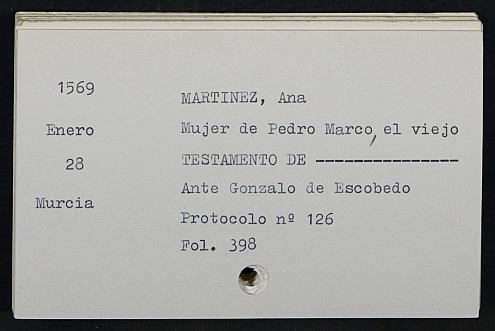 1569
Enero
28
Murcia
MARTINEZ, Ana
Mujer de Pedro Marco, el viejo
TESTAMENTO DE ---------------
Ante Gonzalo de Escobedo
Protocolo nº 126
Fol. 398